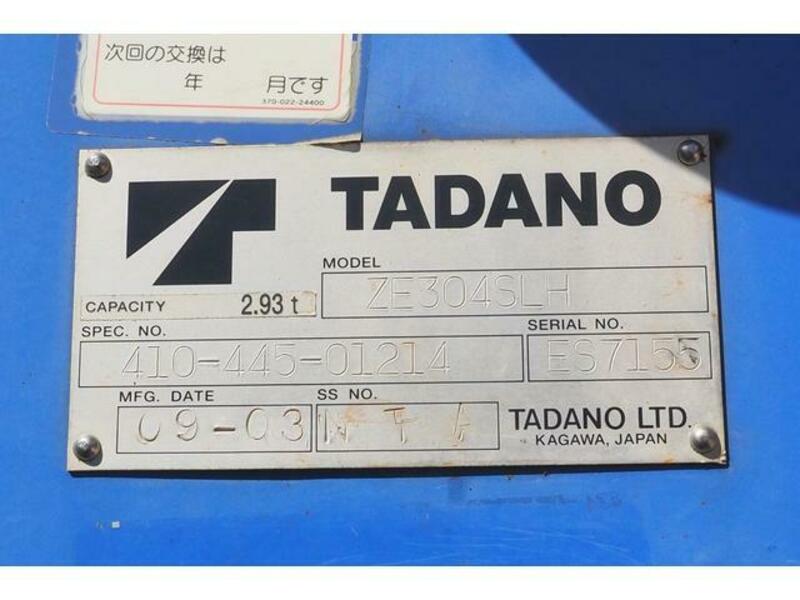 次回の交換は
年 月です
370-022-24400
TADANO
MODEL
ZE304SLH
CAPACITY 2.93 t
SPEC. NO.
410-445-01214
SERIAL NO.
ES7155
MFG. DATE
09-03
SS NO.
NTA
TADANO LTD.
KAGAWA, JAPAN